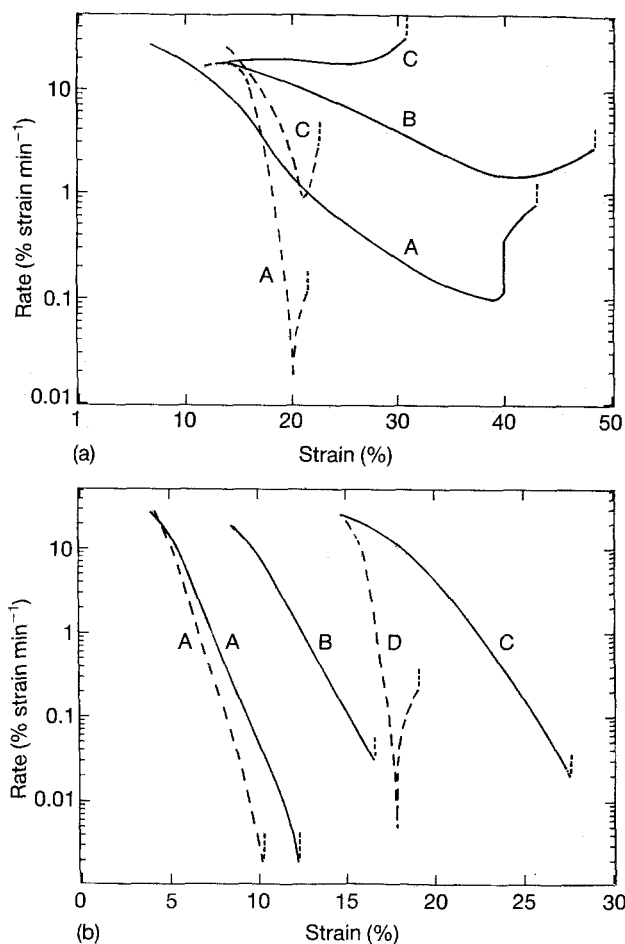 10
1
0.1
0.01
Rate (% strain min⁻¹)
C
B
C
A
A
1 10 20 30 40 50
(a) Strain (%)
10
1
0.1
0.01
Rate (% strain min⁻¹)
A A B D C
0 5 10 15 20 25 30
(b) Strain (%)